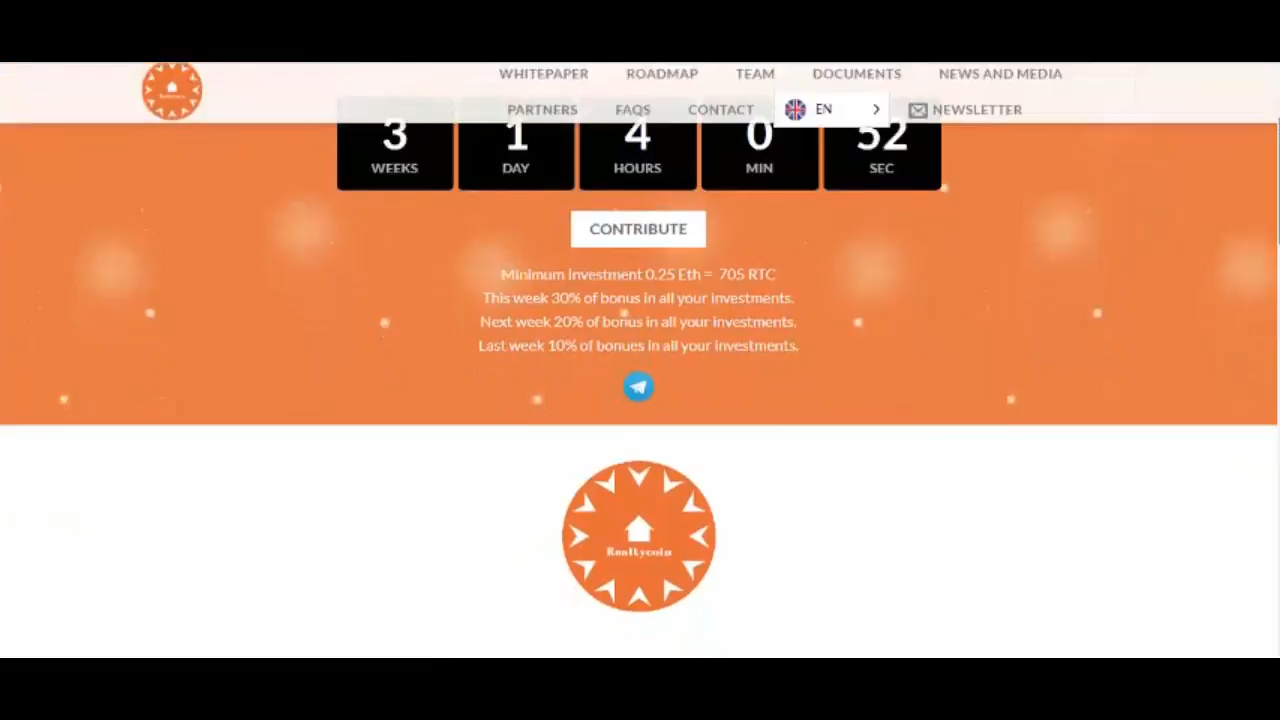 WHITEPAPER ROADMAP TEAM DOCUMENTS NEWS AND MEDIA
PARTNERS FAQS CONTACT EN NEWSLETTER
3 1 4 0 52
WEEKS DAY HOURS MIN SEC
CONTRIBUTE
Minimum Investment 0.25 Eth = 705 RTC
This week 30% of bonus in all your investments.
Next week 20% of bonus in all your investments.
Last week 10% of bonues in all your investments.
Realtycoin